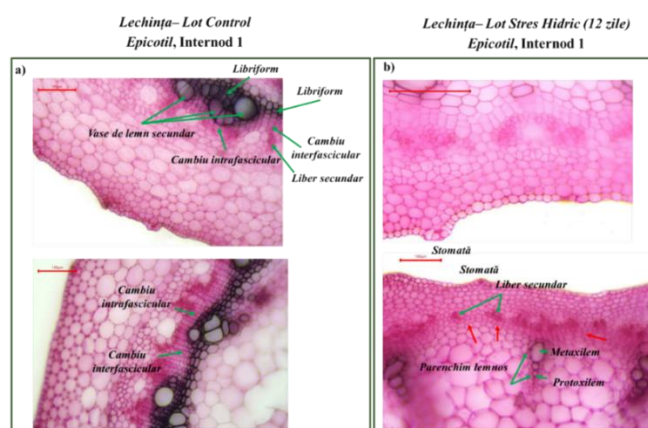 Lechința– Lot Control
Epicotil, Internod 1
Lechința– Lot Stres Hidric (12 zile)
Epicotil, Internod 1
a)
Libriform
Libriform
Vase de lemn secundar
Cambiu
interfascicular
Cambiu intrafascicular
Liber secundar
Cambiu
intrafascicular
Cambiu
interfascicular
b)
Stomată
Stomată
Liber secundar
Metaxilem
Parenchim lemnos
Protoxilem